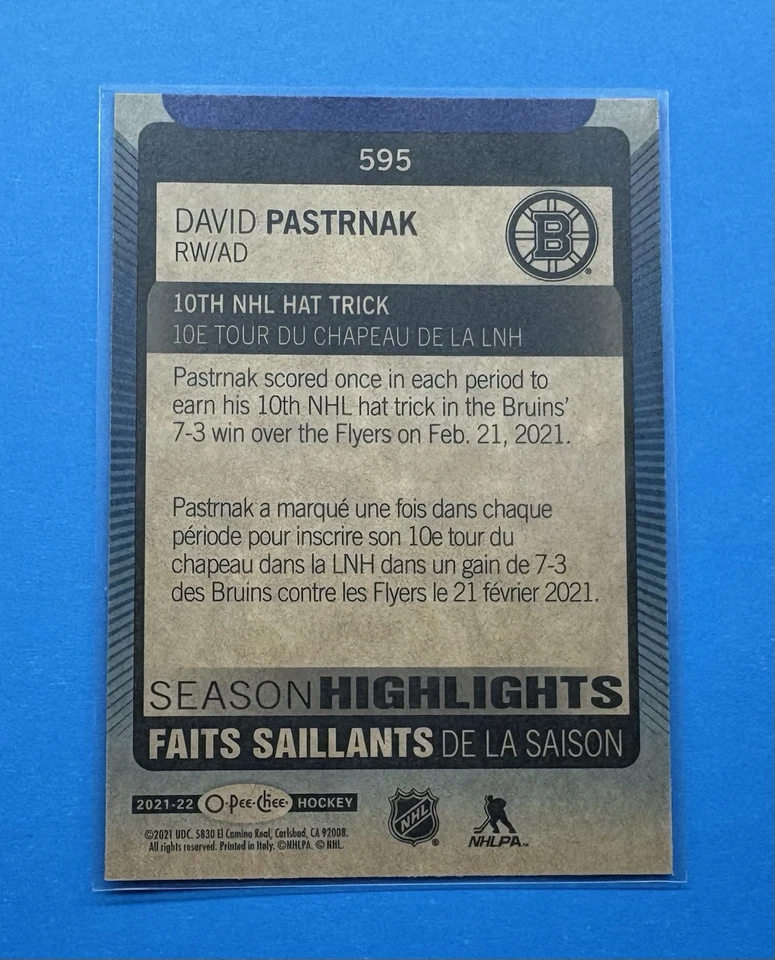 595
DAVID PASTRNAK
RW/AD
B
10TH NHL HAT TRICK
10E TOUR DU CHAPEAU DE LA LNH
Pastrnak scored once in each period to
earn his 10th NHL hat trick in the Bruins'
7-3 win over the Flyers on Feb. 21, 2021.
Pastrnak a marqué une fois dans chaque
période pour inscrire son 10e tour du
chapeau dans la LNH dans un gain de 7-3
des Bruins contre les Flyers le 21 février 2021.
SEASON HIGHLIGHTS
FAITS SAILLANTS DE LA SAISON
2021-22 O-Pee-Chee HOCKEY
NHL
NHLPA
©2021 UDC. 5830 El Camino Real, Carlsbad, CA 92008.
All rights reserved. Printed in Italy. ©NHLPA. © NHL.